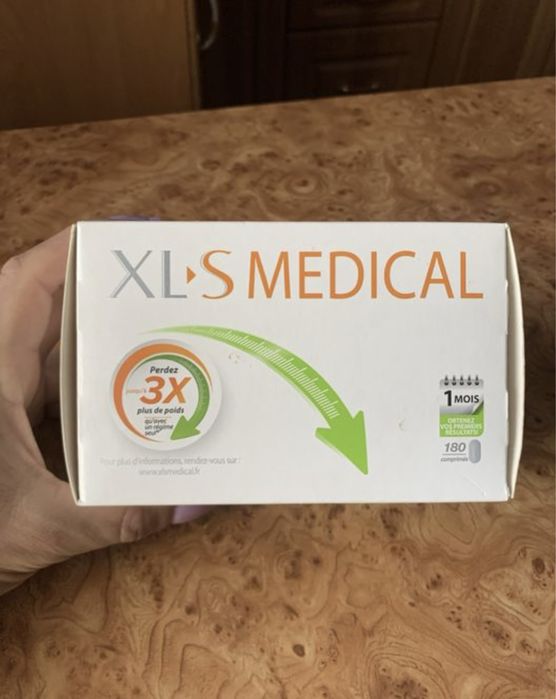 XL▸S MEDICAL
Perdez
jusqu'à
3X
plus de poids
qu'avec
un régime
seul*
Pour plus d'informations, rendez-vous sur :
www.xlsmedical.fr
1 MOIS
OBTENEZ
VOS PREMIERS
RÉSULTATS!
180
comprimés